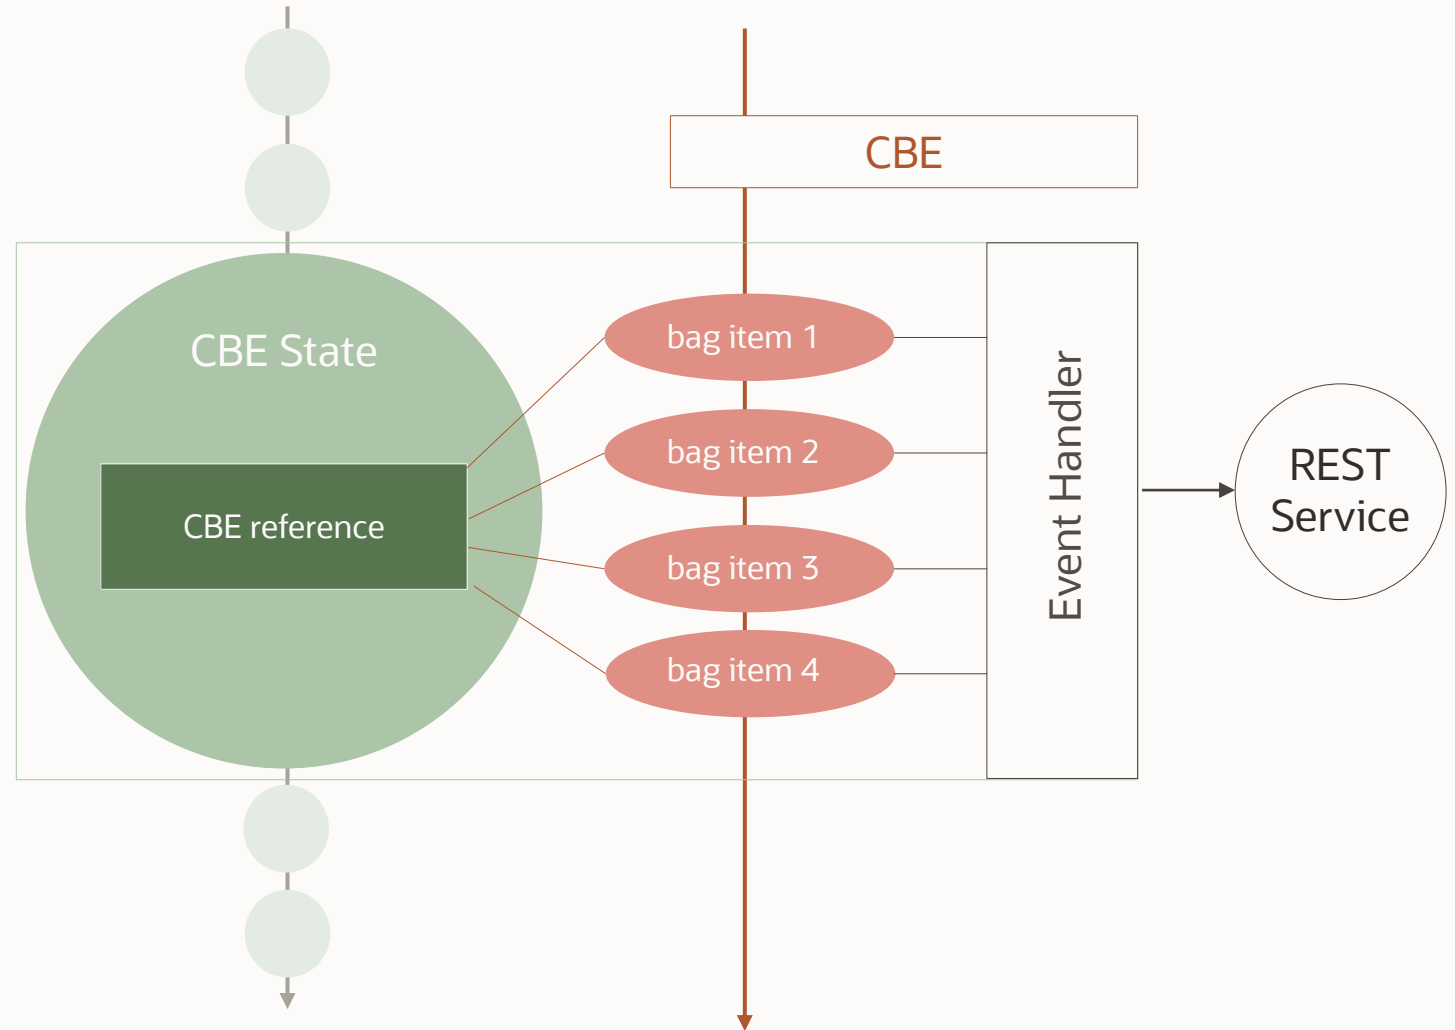 CBE
CBE State
CBE reference
bag item 1
bag item 2
bag item 3
bag item 4
Event Handler
REST
Service